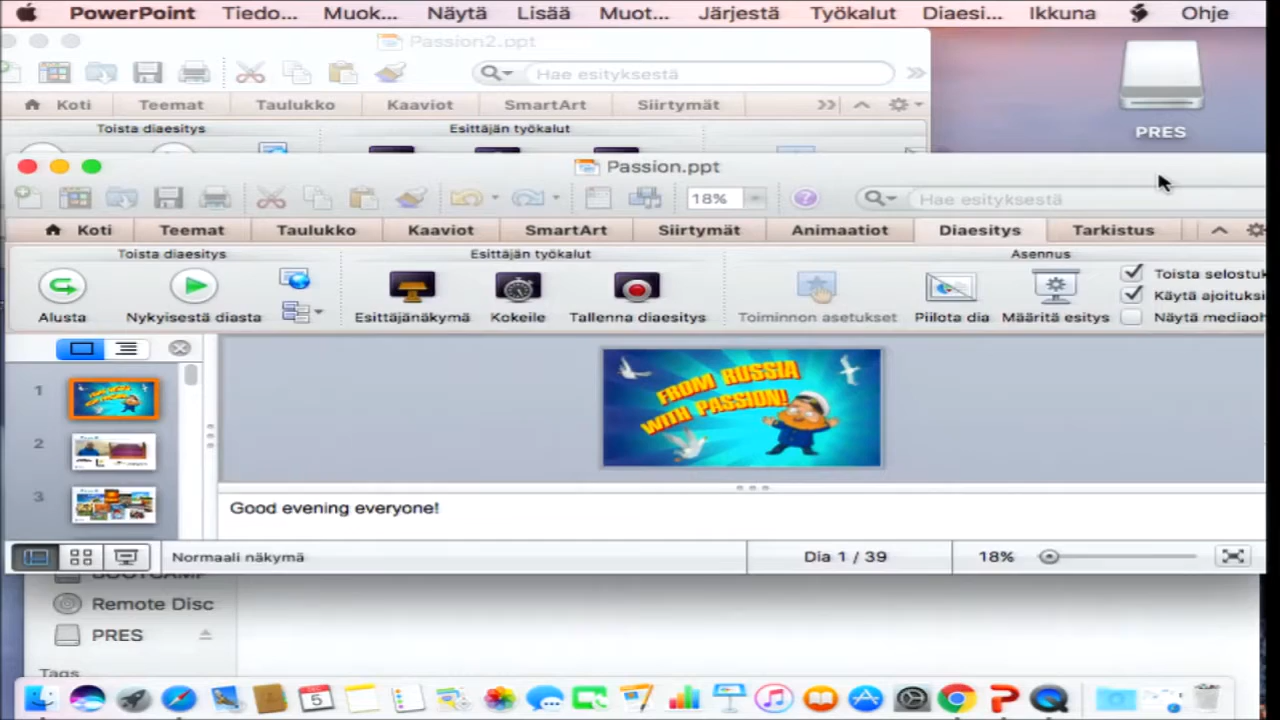 PowerPoint Tiedo... Muok... Näytä Lisää Muot... Järjestä Työkalut Diaesi... Ikkuna Ohje
Passion2.ppt
Hae esityksestä
PRES
Koti Teemat Taulukko Kaaviot SmartArt Siirtymät
Toista diaesitys Esittäjän työkalut
Passion.ppt
18% Hae esityksestä
Koti Teemat Taulukko Kaaviot SmartArt Siirtymät Animaatiot Diaesitys Tarkistus
Toista diaesitys Esittäjän työkalut Asennus
Toista selostuk
Käytä ajoituksi
Alusta Nykyisestä diasta Esittäjänäkymä Kokeile Tallenna diaesitys Toiminnon asetukset Piilota dia Määritä esitys Näytä mediaoh
1
FROM RUSSIA
WITH PASSION!
2
3
Good evening everyone!
Normaali näkymä Dia 1 / 39 18%
BOOTCAMP
Remote Disc
PRES
Tags
5